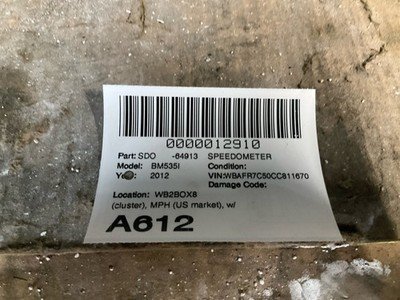 0000012910
Part: SDO -64913 SPEEDOMETER
Model: BM535I Condition:
Year: 2012 VIN:WBAFR7C50CC811670
Damage Code:
Location: WB2BOX8
(cluster), MPH (US market), w/
A612